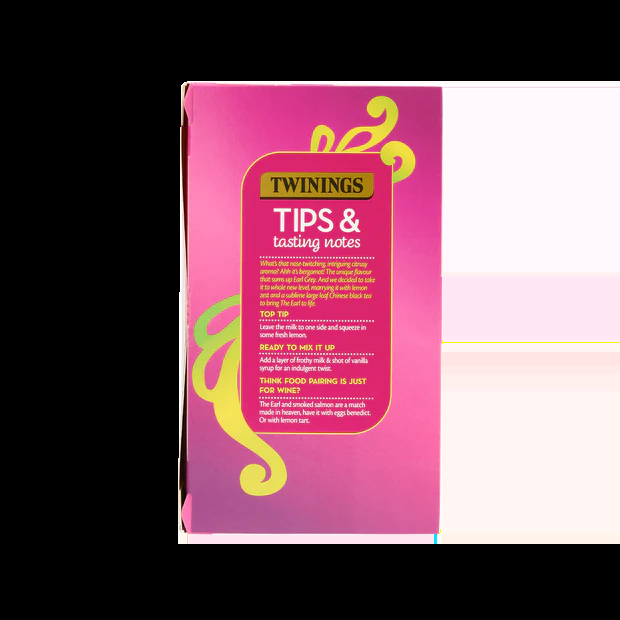 TWININGS
TIPS &
tasting notes
What's that nose-twitching, intriguing citrusy
aroma? Ahh it's bergamot! The unique flavour
that sums up Earl Grey. And we decided to take
it to whole new level, marrying it with lemon
zest and a sublime large leaf Chinese black tea
to bring The Earl to life.
TOP TIP
Leave the milk to one side and squeeze in
some fresh lemon.
READY TO MIX IT UP
Add a layer of frothy milk & shot of vanilla
syrup for an indulgent twist.
THINK FOOD PAIRING IS JUST
FOR WINE?
The Earl and smoked salmon are a match
made in heaven, have it with eggs benedict.
Or with lemon tart.